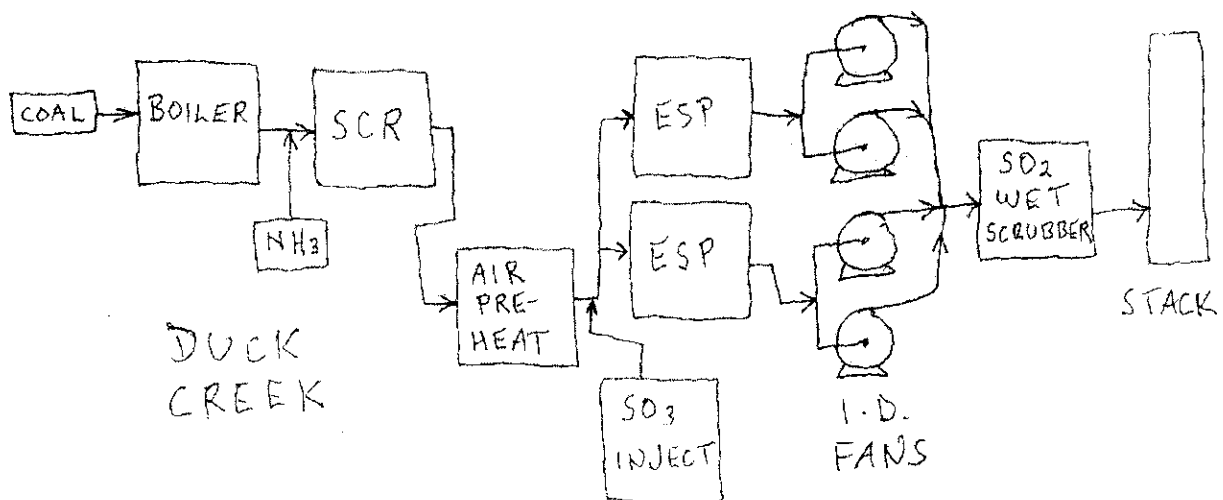 COAL
BOILER
SCR
NH3
AIR
PRE-
HEAT
SO3
INJECT
ESP
ESP
I.D.
FANS
SO2
WET
SCRUBBER
STACK
DUCK
CREEK